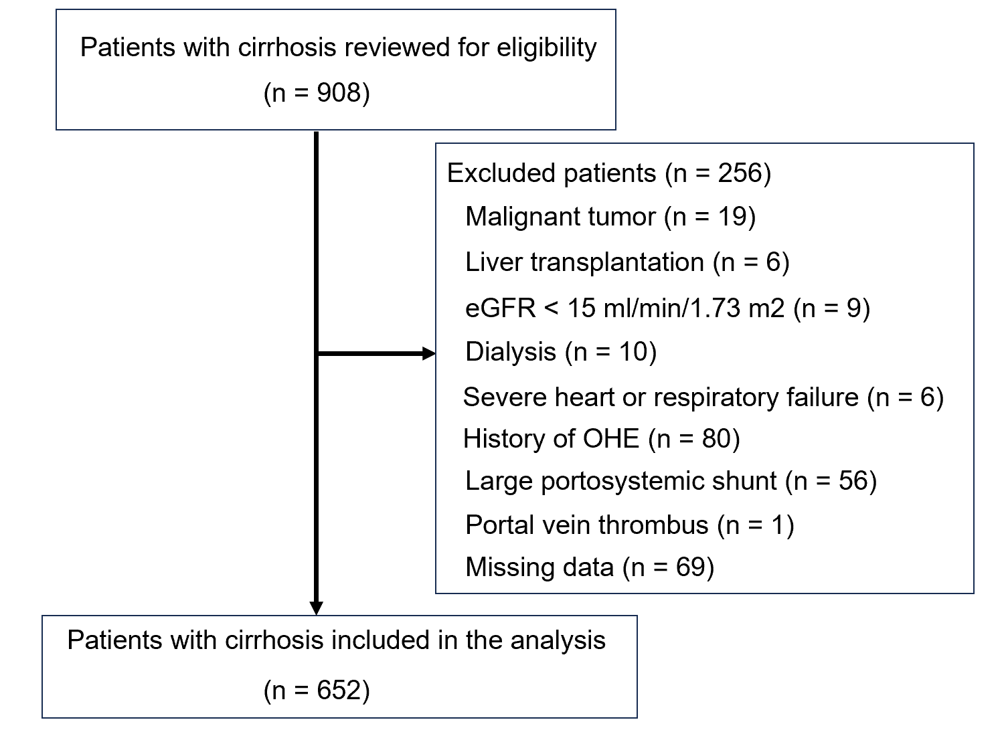 Patients with cirrhosis reviewed for eligibility
(n = 908)
Excluded patients (n = 256)
Malignant tumor (n = 19)
Liver transplantation (n = 6)
eGFR < 15 ml/min/1.73 m2 (n = 9)
Dialysis (n = 10)
Severe heart or respiratory failure (n = 6)
History of OHE (n = 80)
Large portosystemic shunt (n = 56)
Portal vein thrombus (n = 1)
Missing data (n = 69)
Patients with cirrhosis included in the analysis
(n = 652)